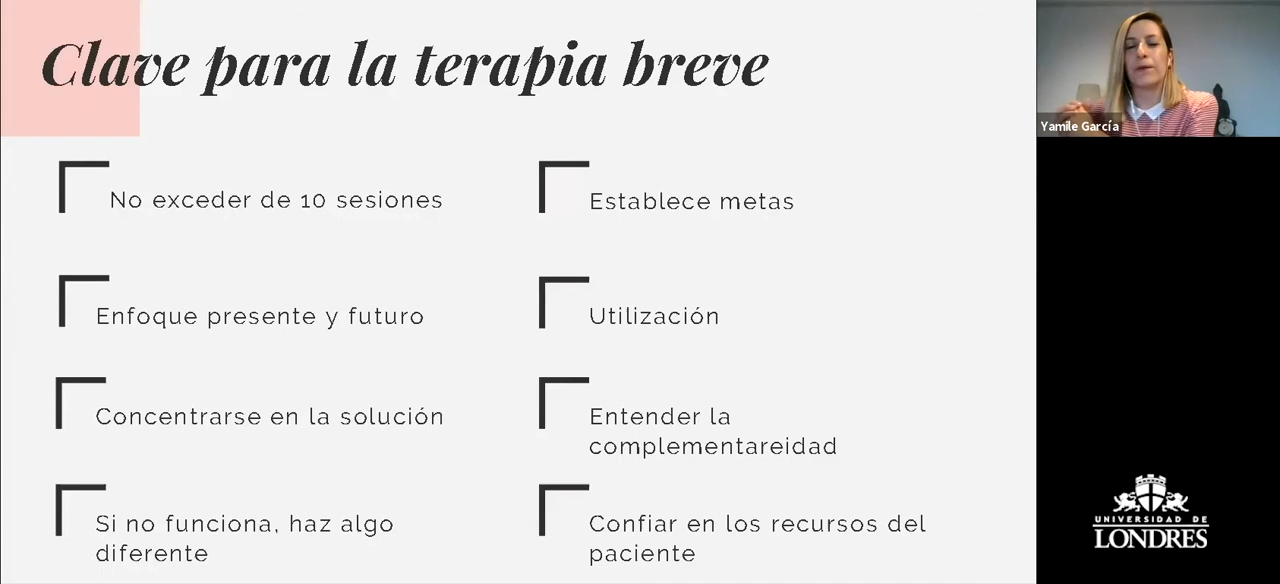 Clave para la terapia breve
No exceder de 10 sesiones
Establece metas
Enfoque presente y futuro
Utilización
Concentrarse en la solución
Entender la
complementareidad
Si no funciona, haz algo
diferente
Confiar en los recursos del
paciente
Yamile García
UNIVERSIDAD DE
LONDRES